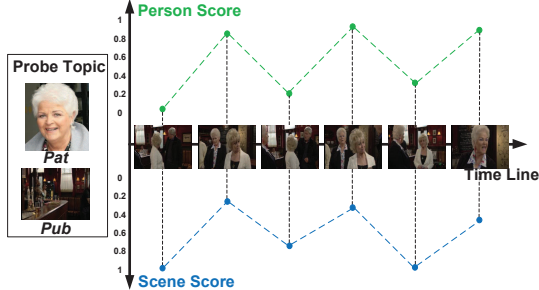 Person Score
1
0.8
0.6
0.4
0.2
0
Probe Topic
Pat
Pub
Time Line
0
0.2
0.4
0.6
0.8
1
Scene Score